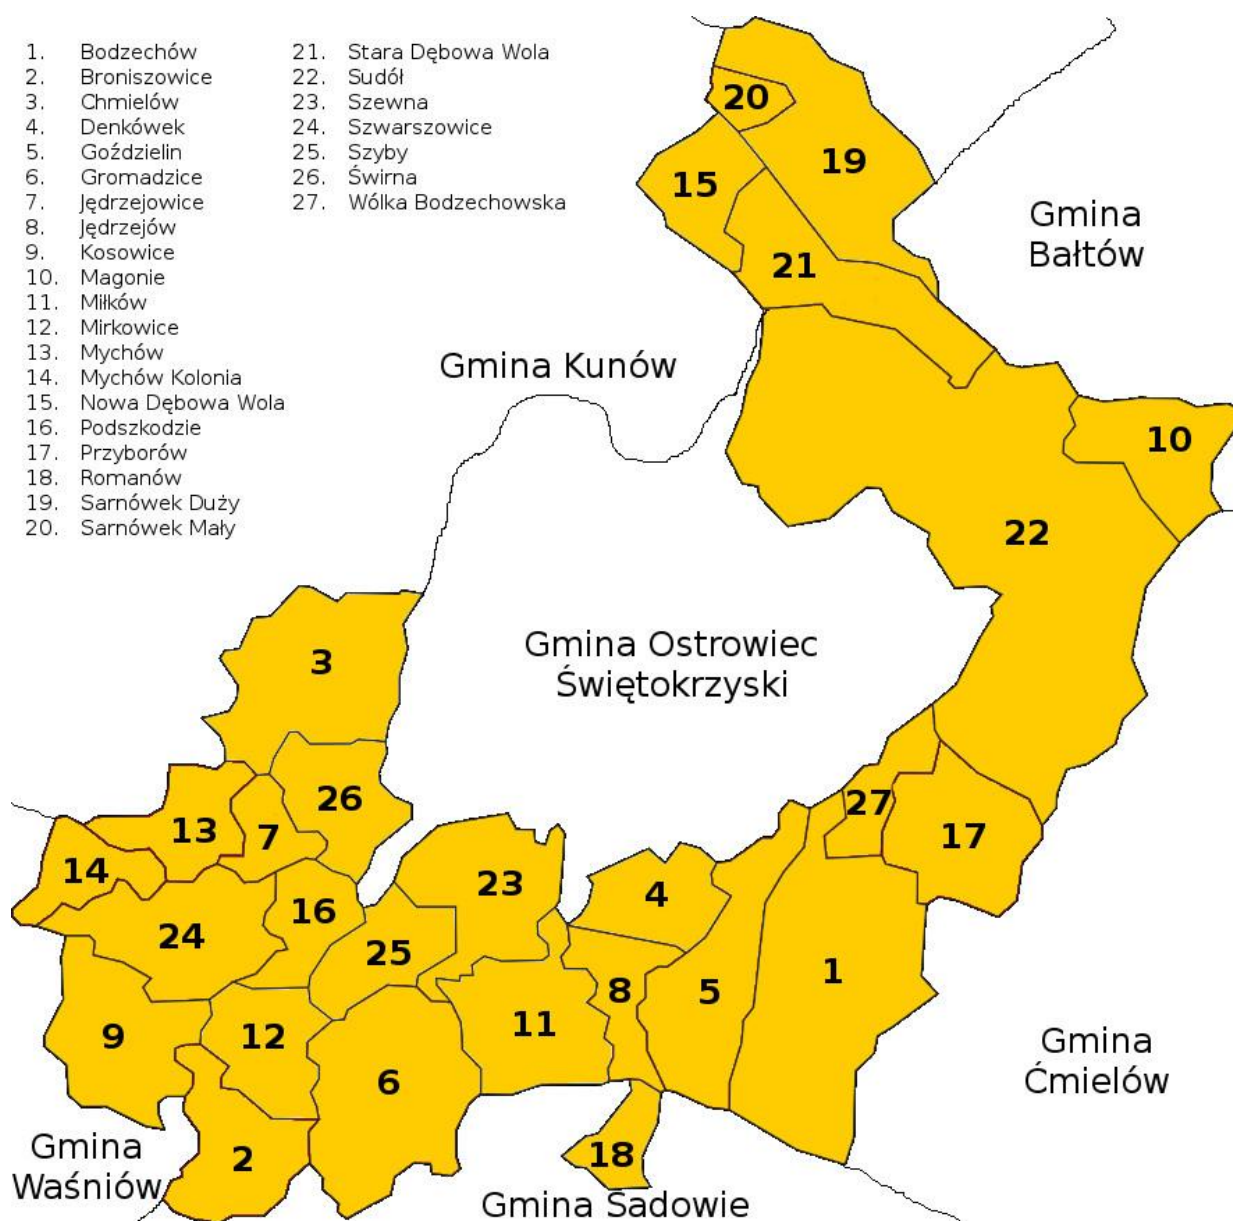 1. Bodzechów
2. Broniszowice
3. Chmielów
4. Denkówek
5. Goździelin
6. Gromadzice
7. Jędrzejowice
8. Jędrzejów
9. Kosowice
10. Magonie
11. Miłków
12. Mirkowice
13. Mychów
14. Mychów Kolonia
15. Nowa Dębowa Wola
16. Podszkodzie
17. Przyborów
18. Romanów
19. Sarnówek Duży
20. Sarnówek Mały
21. Stara Dębowa Wola
22. Sudół
23. Szewna
24. Szwarszowice
25. Szyby
26. Świrna
27. Wólka Bodzechowska
20
19
15
Gmina
Bałtów
21
Gmina Kunów
10
22
Gmina Ostrowiec
Świętokrzyski
3
26
27
13
7
17
14
23
4
16
24
25
1
8
5
9
12
11
6
Gmina
Ćmielów
Gmina
Waśniów
2
18
Gmina Sadowie